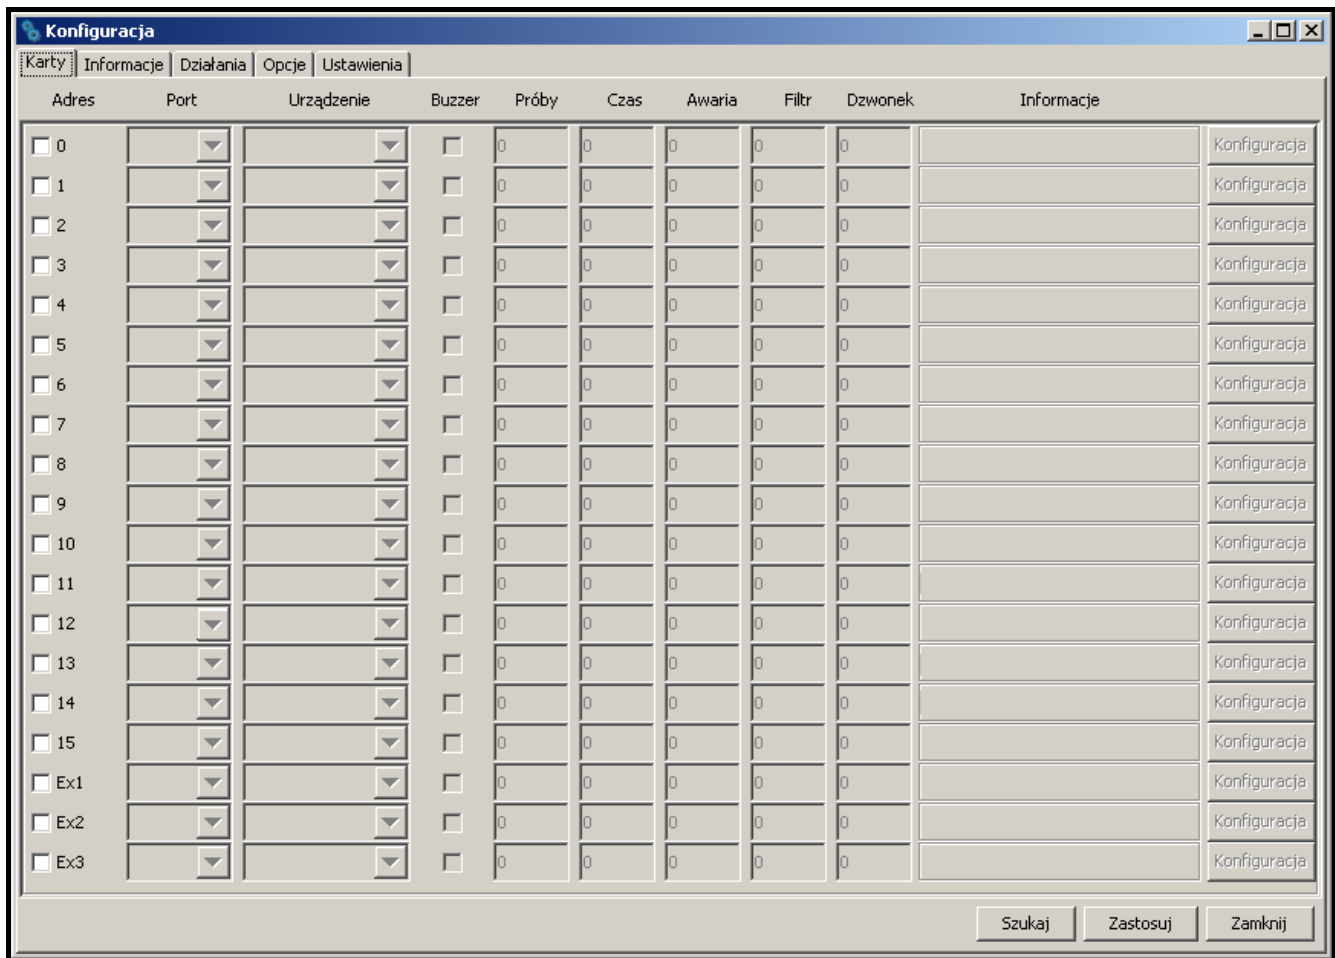 Konfiguracja
Karty Informacje Działania Opcje Ustawienia
Adres Port Urządzenie Buzzer Próby Czas Awaria Filtr Dzwonek Informacje
0 0 0 0 0 0 Konfiguracja
1 0 0 0 0 0 Konfiguracja
2 0 0 0 0 0 Konfiguracja
3 0 0 0 0 0 Konfiguracja
4 0 0 0 0 0 Konfiguracja
5 0 0 0 0 0 Konfiguracja
6 0 0 0 0 0 Konfiguracja
7 0 0 0 0 0 Konfiguracja
8 0 0 0 0 0 Konfiguracja
9 0 0 0 0 0 Konfiguracja
10 0 0 0 0 0 Konfiguracja
11 0 0 0 0 0 Konfiguracja
12 0 0 0 0 0 Konfiguracja
13 0 0 0 0 0 Konfiguracja
14 0 0 0 0 0 Konfiguracja
15 0 0 0 0 0 Konfiguracja
Ex1 0 0 0 0 0 Konfiguracja
Ex2 0 0 0 0 0 Konfiguracja
Ex3 0 0 0 0 0 Konfiguracja
Szukaj Zastosuj Zamknij